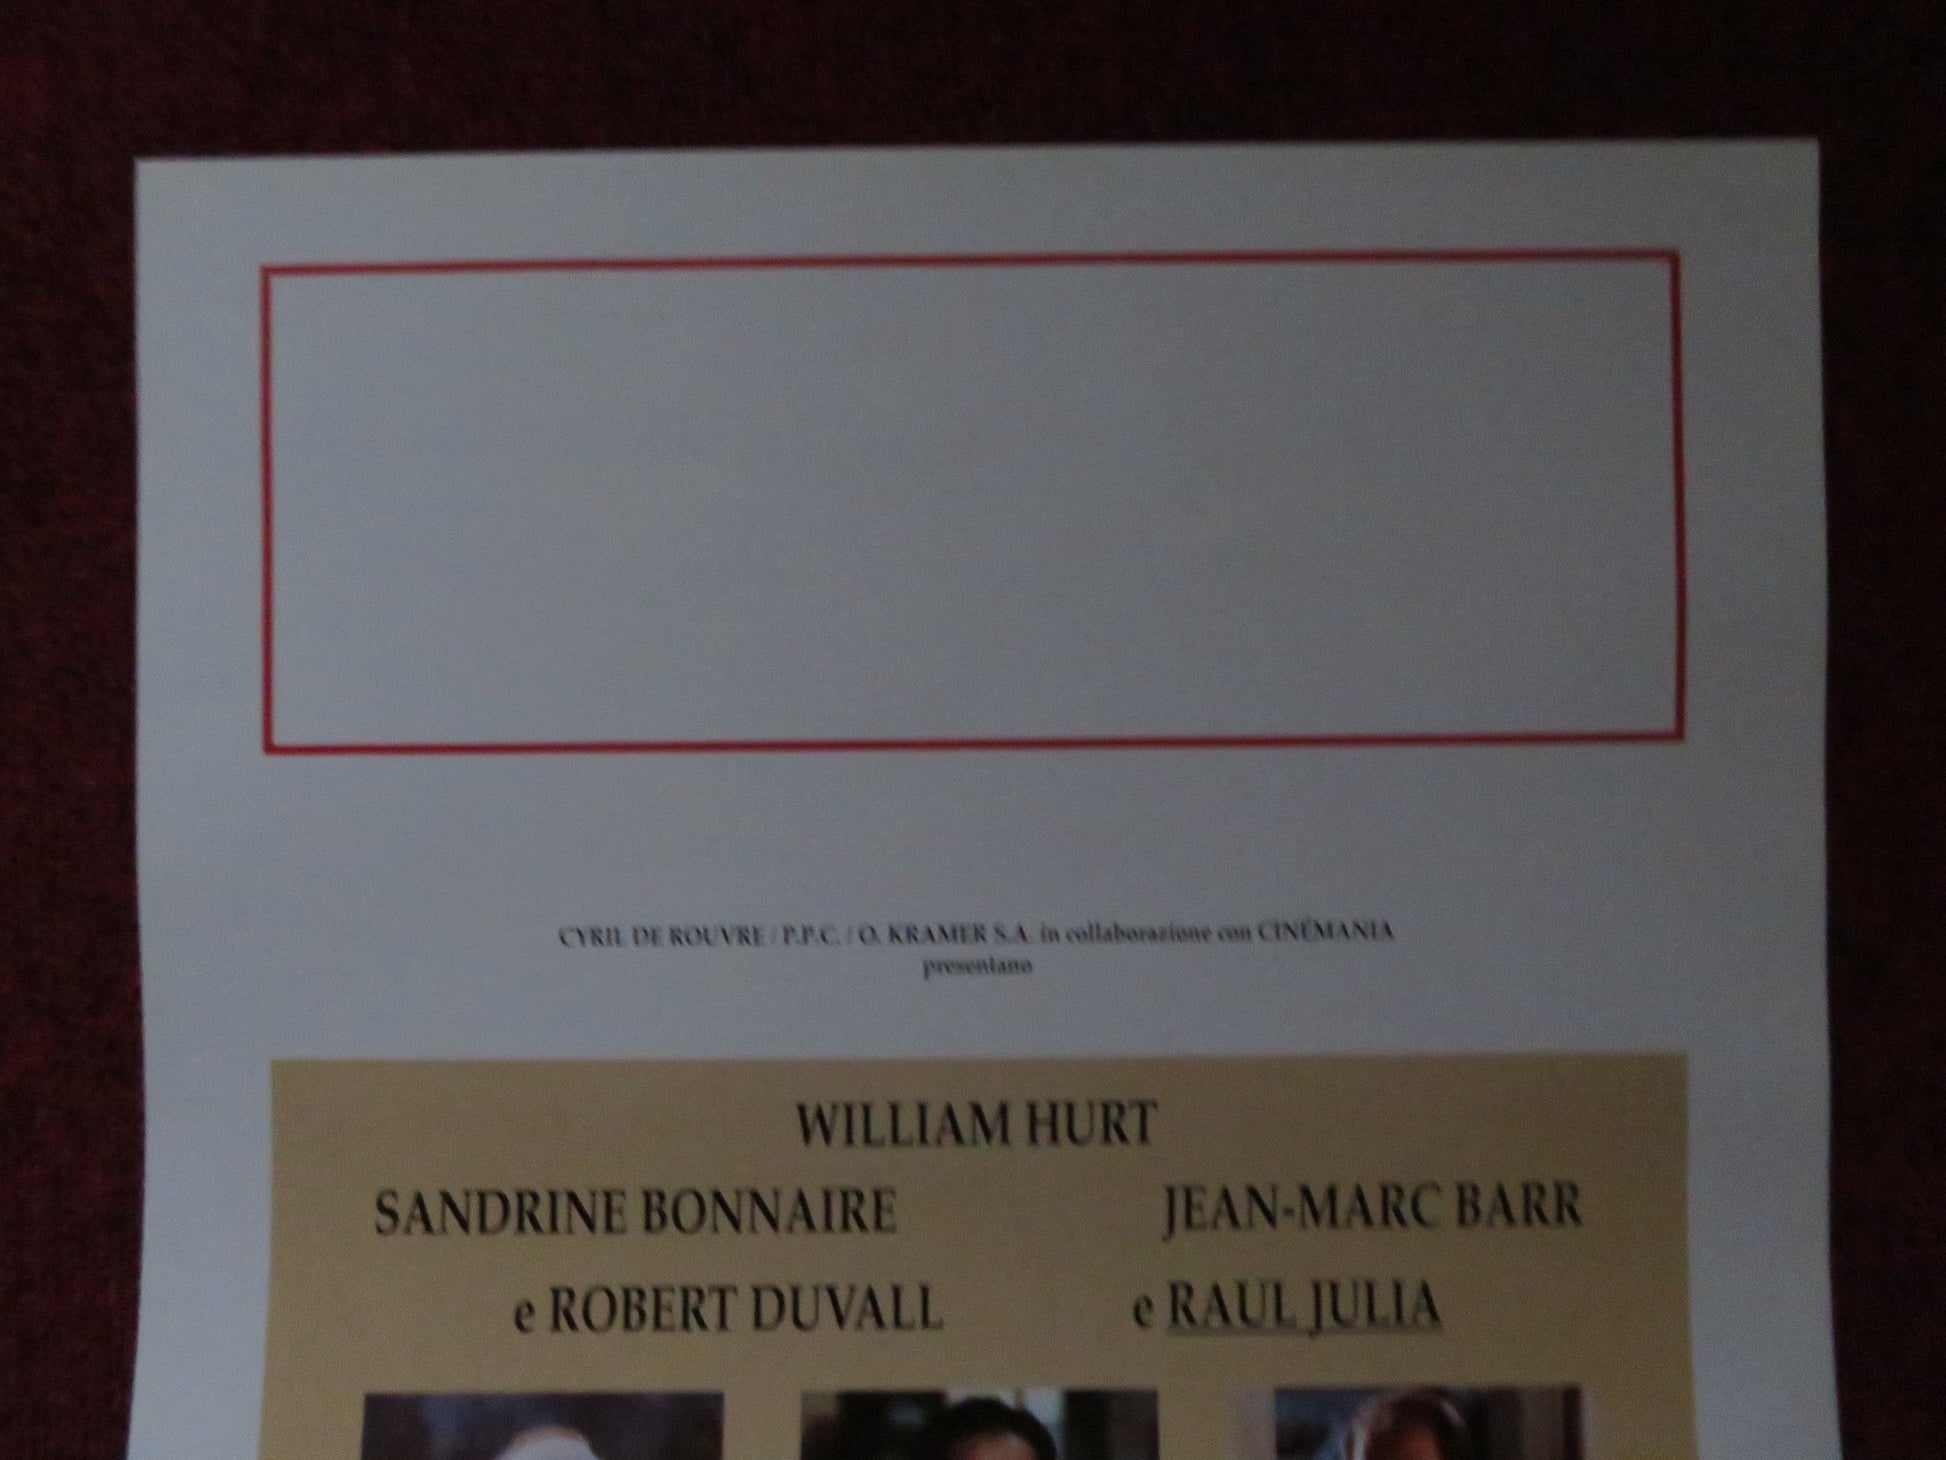 CYRIL DE ROUVRE / P.P.C. / O. KRAMER S.A. in collaborazione con CINÉMANIA
presentano
WILLIAM HURT
SANDRINE BONNAIRE JEAN-MARC BARR
e ROBERT DUVALL e RAUL JULIA